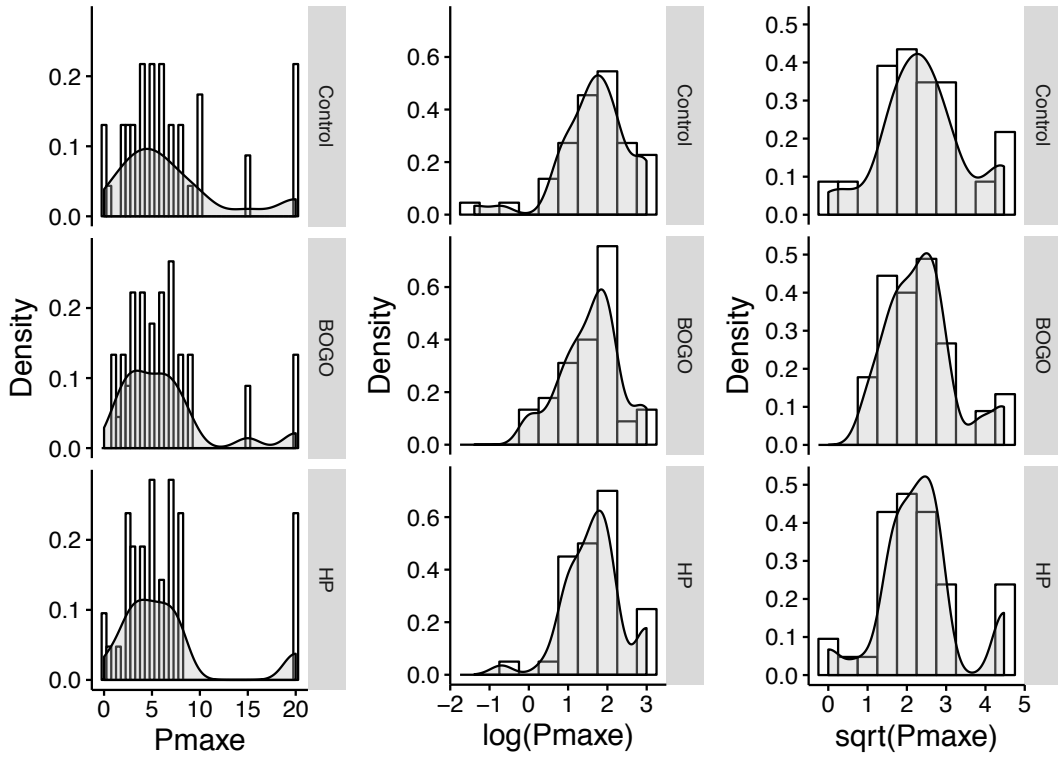 0.2
0.1
0.0
Control
0.2
0.1
0.0
BOGO
0.2
0.1
0.0
HP
0 5 10 15 20
Pmaxe
Density
0.6
0.4
0.2
0.0
Control
0.6
0.4
0.2
0.0
BOGO
0.6
0.4
0.2
0.0
HP
−2 −1 0 1 2 3
log(Pmaxe)
Density
0.5
0.4
0.3
0.2
0.1
0.0
Control
0.5
0.4
0.3
0.2
0.1
0.0
BOGO
0.5
0.4
0.3
0.2
0.1
0.0
HP
0 1 2 3 4 5
sqrt(Pmaxe)
Density